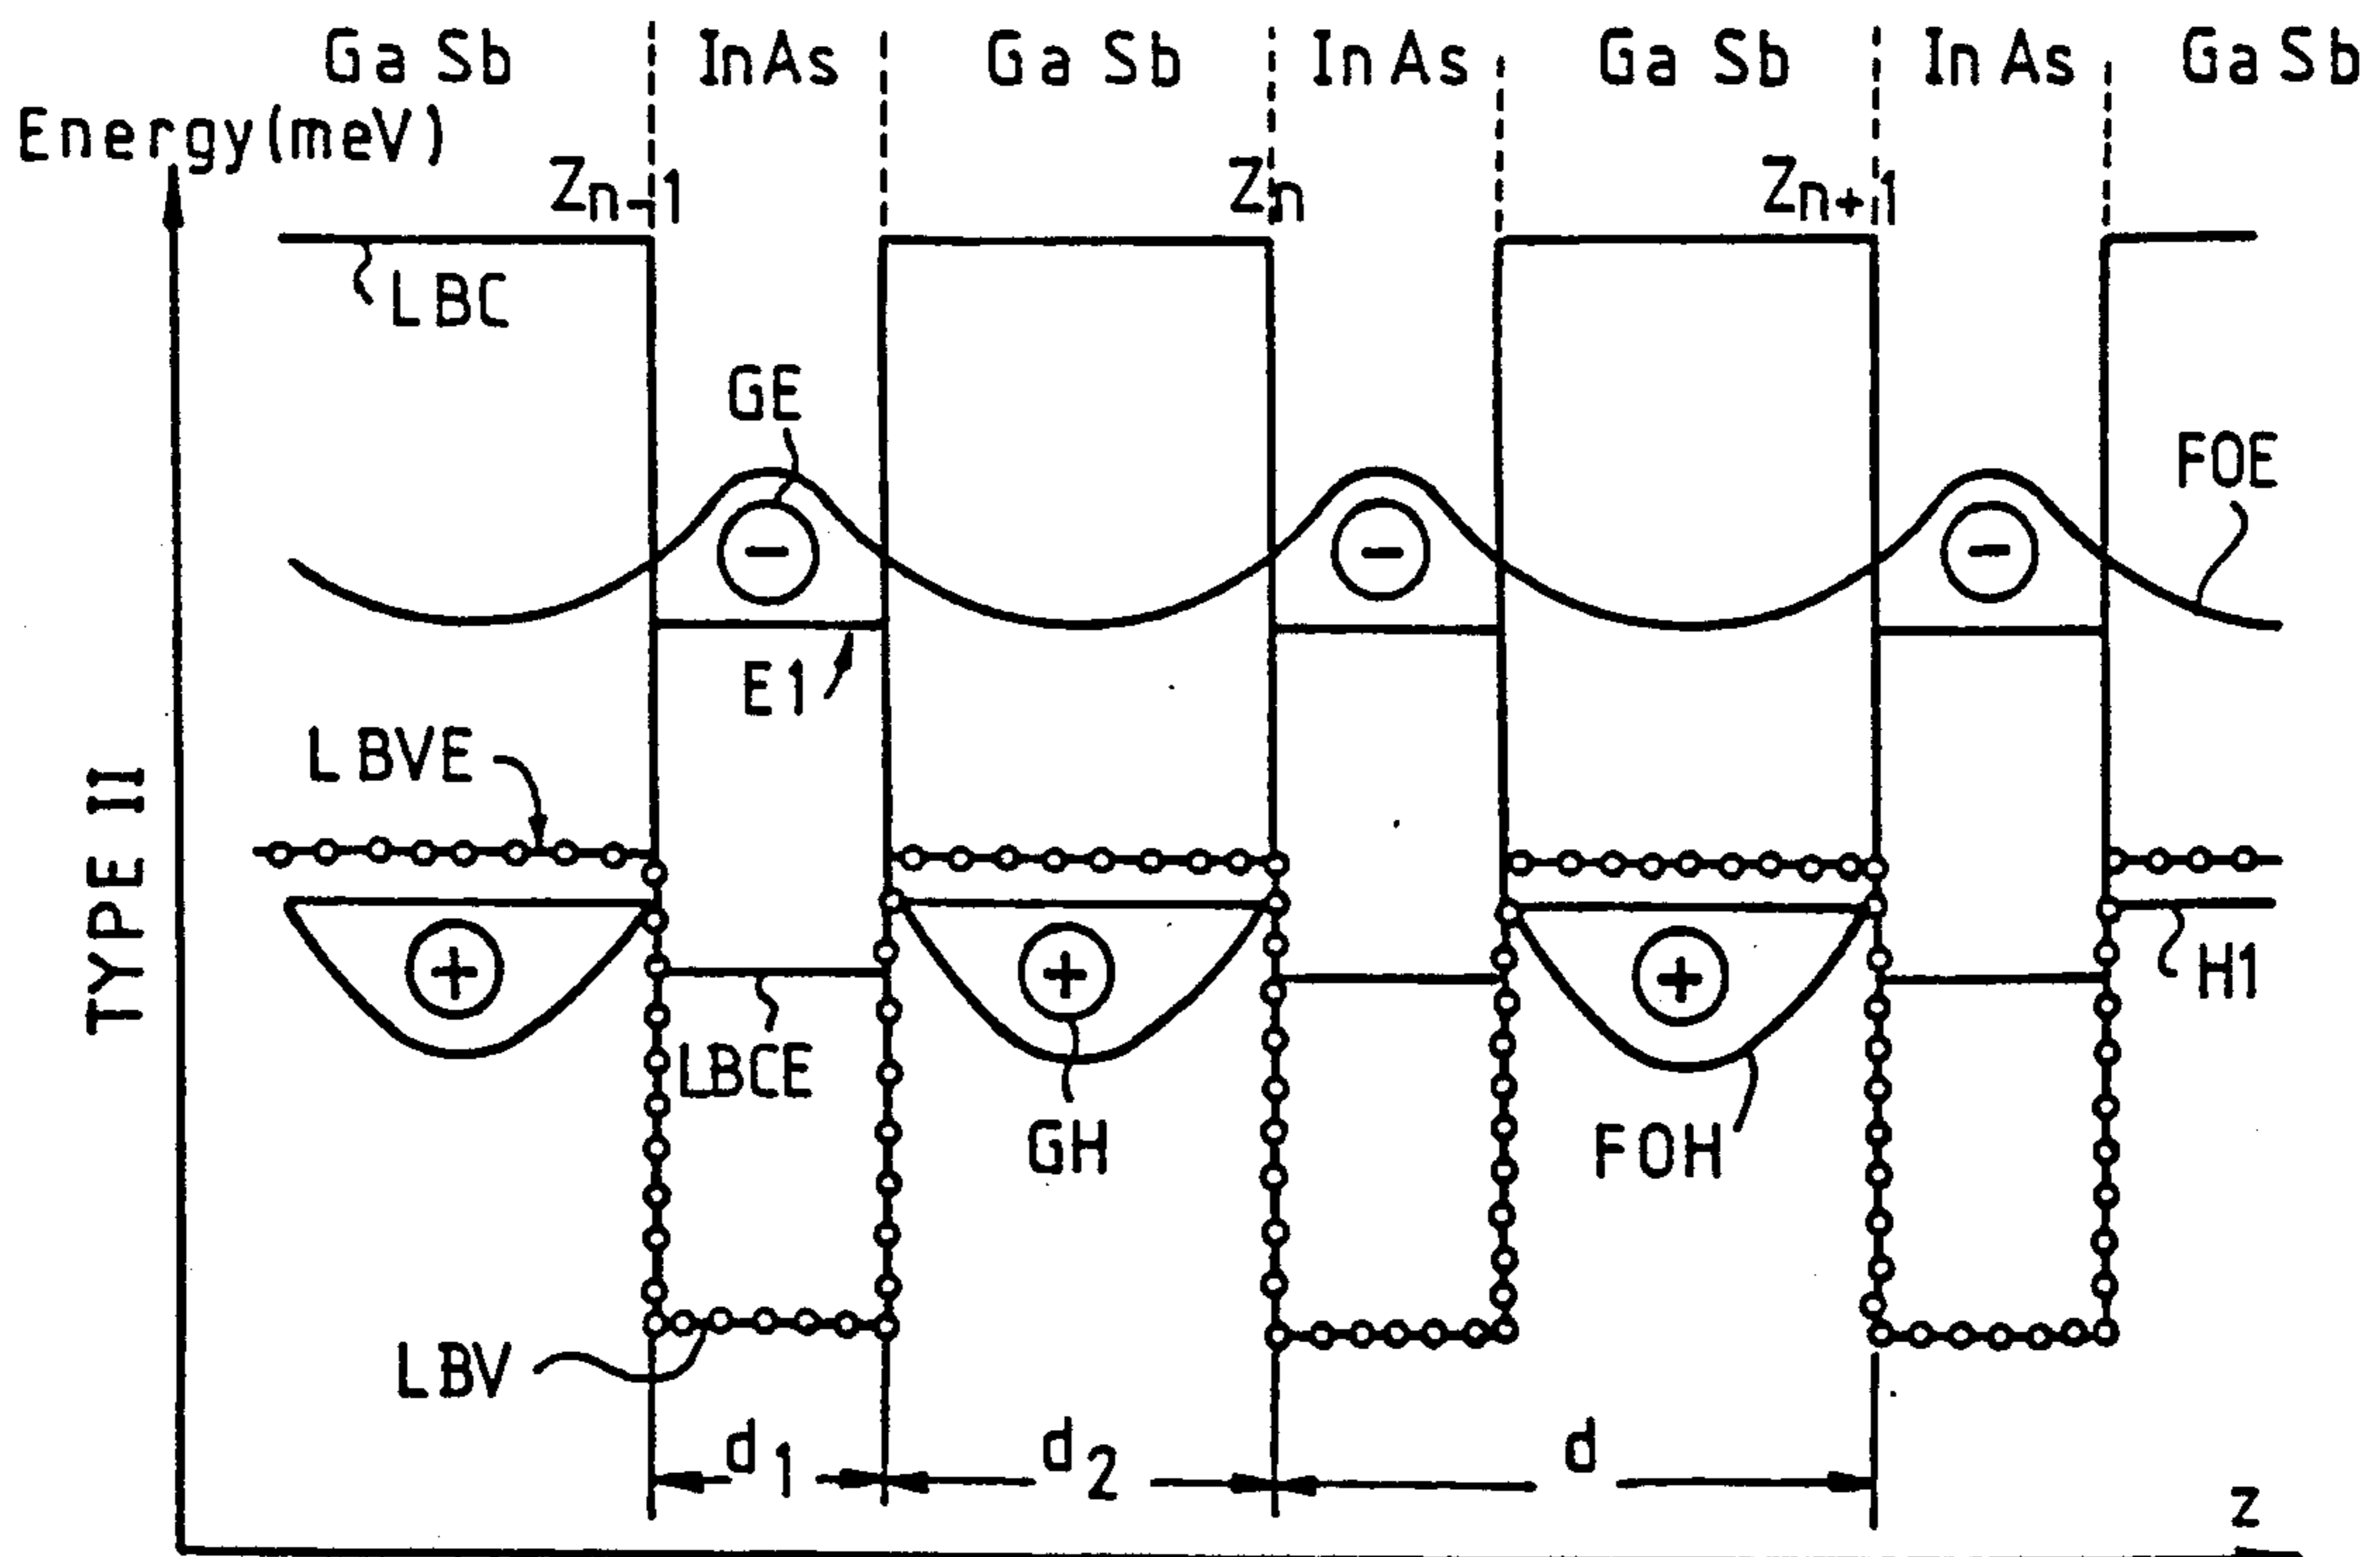 Ga Sb InAs Ga Sb In As Ga Sb In As Ga Sb
Energy(meV)
Zn-1 Zn Zn+1
LBC
GE
FOE
E1
LBVE
TYPE II
+ + +
- - -
H1
LBCE
GH
FOH
LBV
d1 d2 d
z